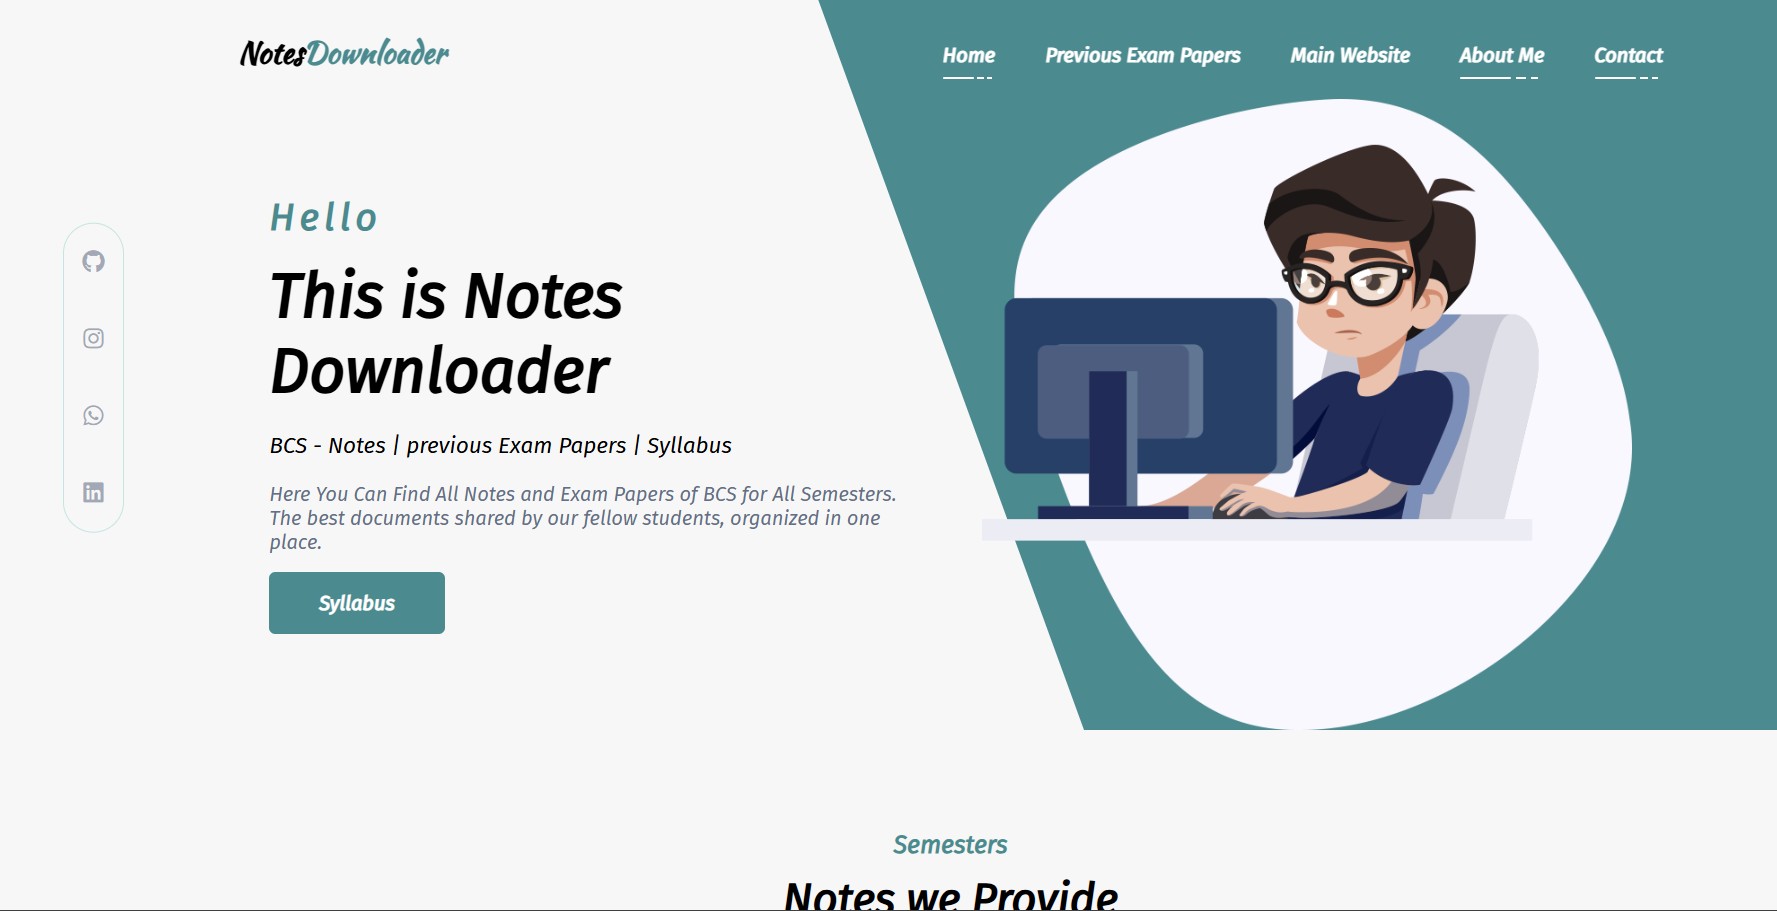 NotesDownloader
Home Previous Exam Papers Main Website About Me Contact
Hello
This is Notes
Downloader
BCS - Notes | previous Exam Papers | Syllabus
Here You Can Find All Notes and Exam Papers of BCS for All Semesters.
The best documents shared by our fellow students, organized in one
place.
Syllabus
Semesters
Notes we Provide